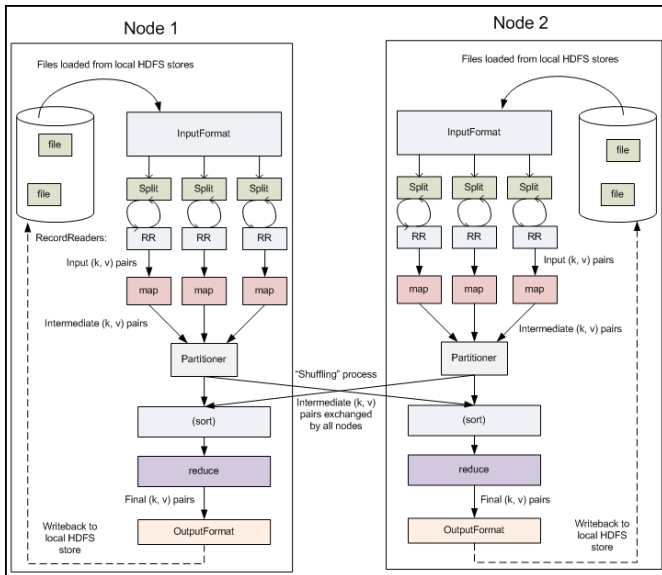 Node 1
Node 2
Files loaded from local HDFS stores
Files loaded from local HDFS stores
InputFormat
InputFormat
file
file
file
file
Split
Split
Split
Split
Split
Split
RecordReaders:
RR
RR
RR
RR
RR
RR
Input (k, v) pairs
Input (k, v) pairs
map
map
map
map
map
map
Intermediate (k, v) pairs
Intermediate (k, v) pairs
Partitioner
Partitioner
"Shuffling" process
Intermediate (k, v)
pairs exchanged
by all nodes
(sort)
(sort)
reduce
reduce
Final (k, v) pairs
Final (k, v) pairs
Writeback to
local HDFS
store
OutputFormat
OutputFormat
Writeback to
local HDFS
store